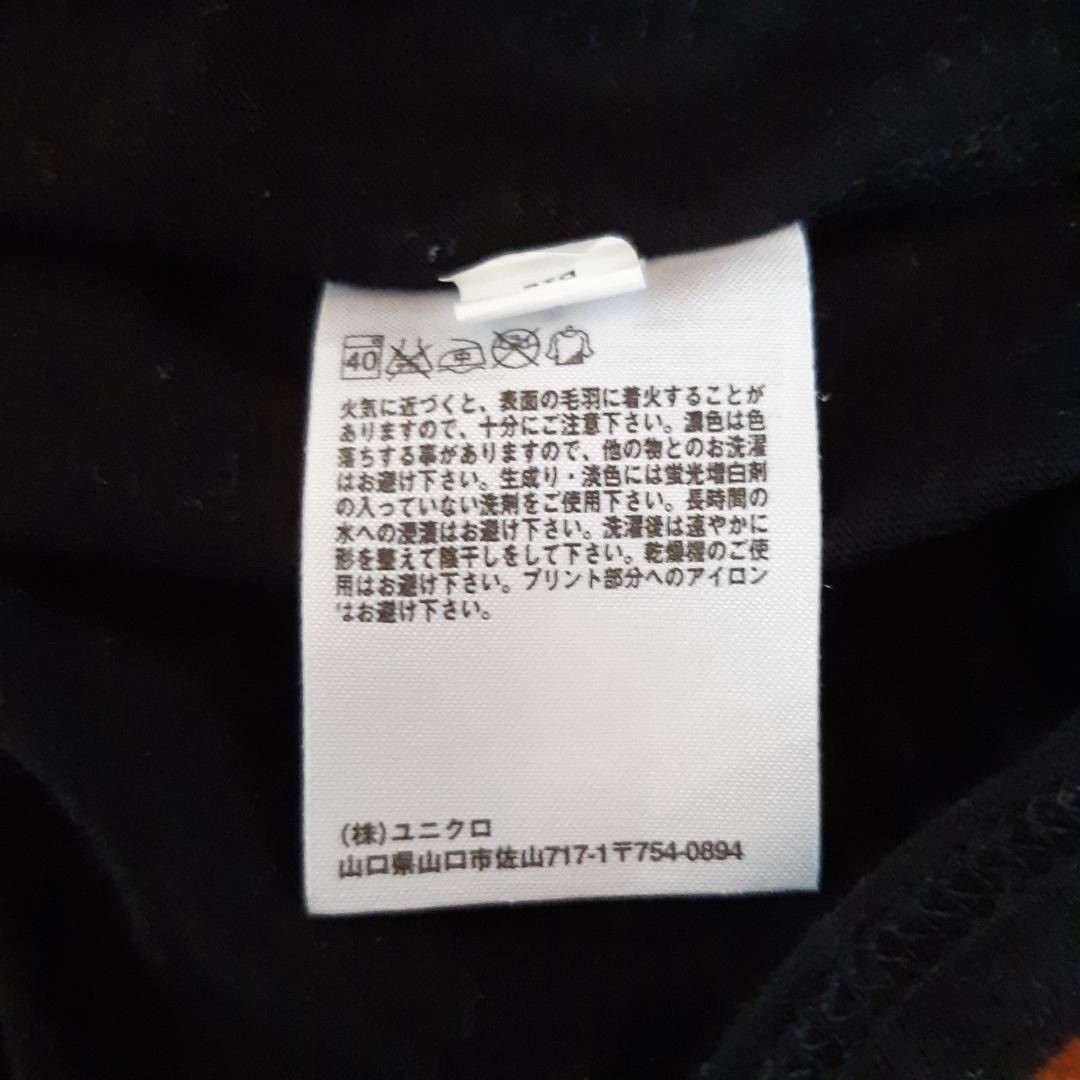 40 中
火気に近づくと、表面の毛羽に着火することが
ありますので、十分にご注意下さい。濃色は色
落ちする事がありますので、他の物とのお洗濯
はお避け下さい。生成り・淡色には蛍光増白剤
の入っていない洗剤をご使用下さい。長時間の
水への浸漬はお避け下さい。洗濯後は速やかに
形を整えて陰干しをして下さい。乾燥機のご使
用はお避け下さい。プリント部分へのアイロン
はお避け下さい。
(株)ユニクロ
山口県山口市佐山717-1〒754-0894